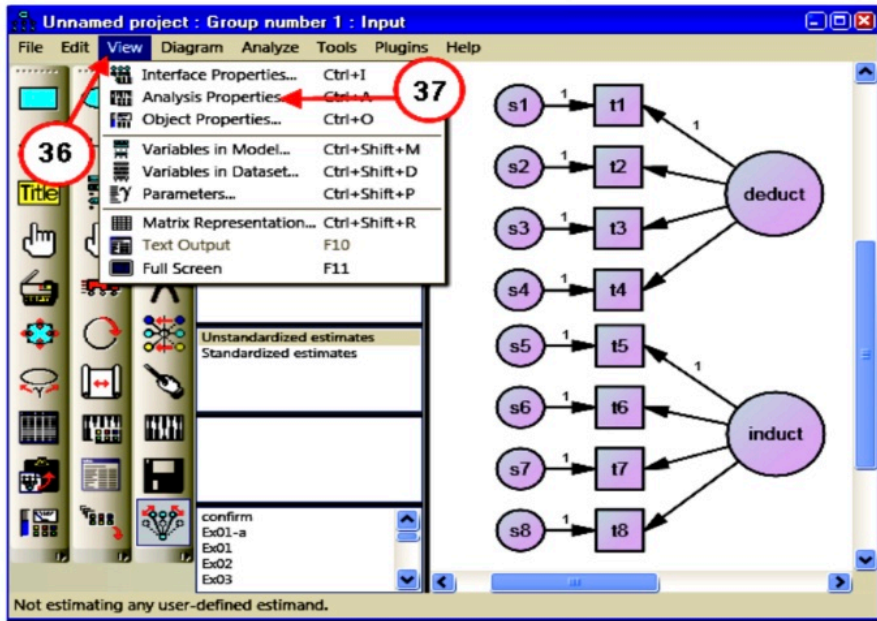 Unnamed project : Group number 1 : Input
File Edit View Diagram Analyze Tools Plugins Help
Interface Properties... Ctrl+I
Analysis Properties Ctrl+A
Object Properties... Ctrl+O
Variables in Model... Ctrl+Shift+M
Variables in Dataset... Ctrl+Shift+D
Parameters... Ctrl+Shift+P
Matrix Representation... Ctrl+Shift+R
Text Output F10
Full Screen F11
36
37
Title
Unstandardized estimates
Standardized estimates
confirm
Ex01-a
Ex01
Ex02
Ex03
s1 1 t1
1
s2 1 t2
deduct
s3 1 t3
s4 1 t4
s5 1 t5
1
s6 1 t6
induct
s7 1 t7
s8 1 t8
Not estimating any user-defined estimand.